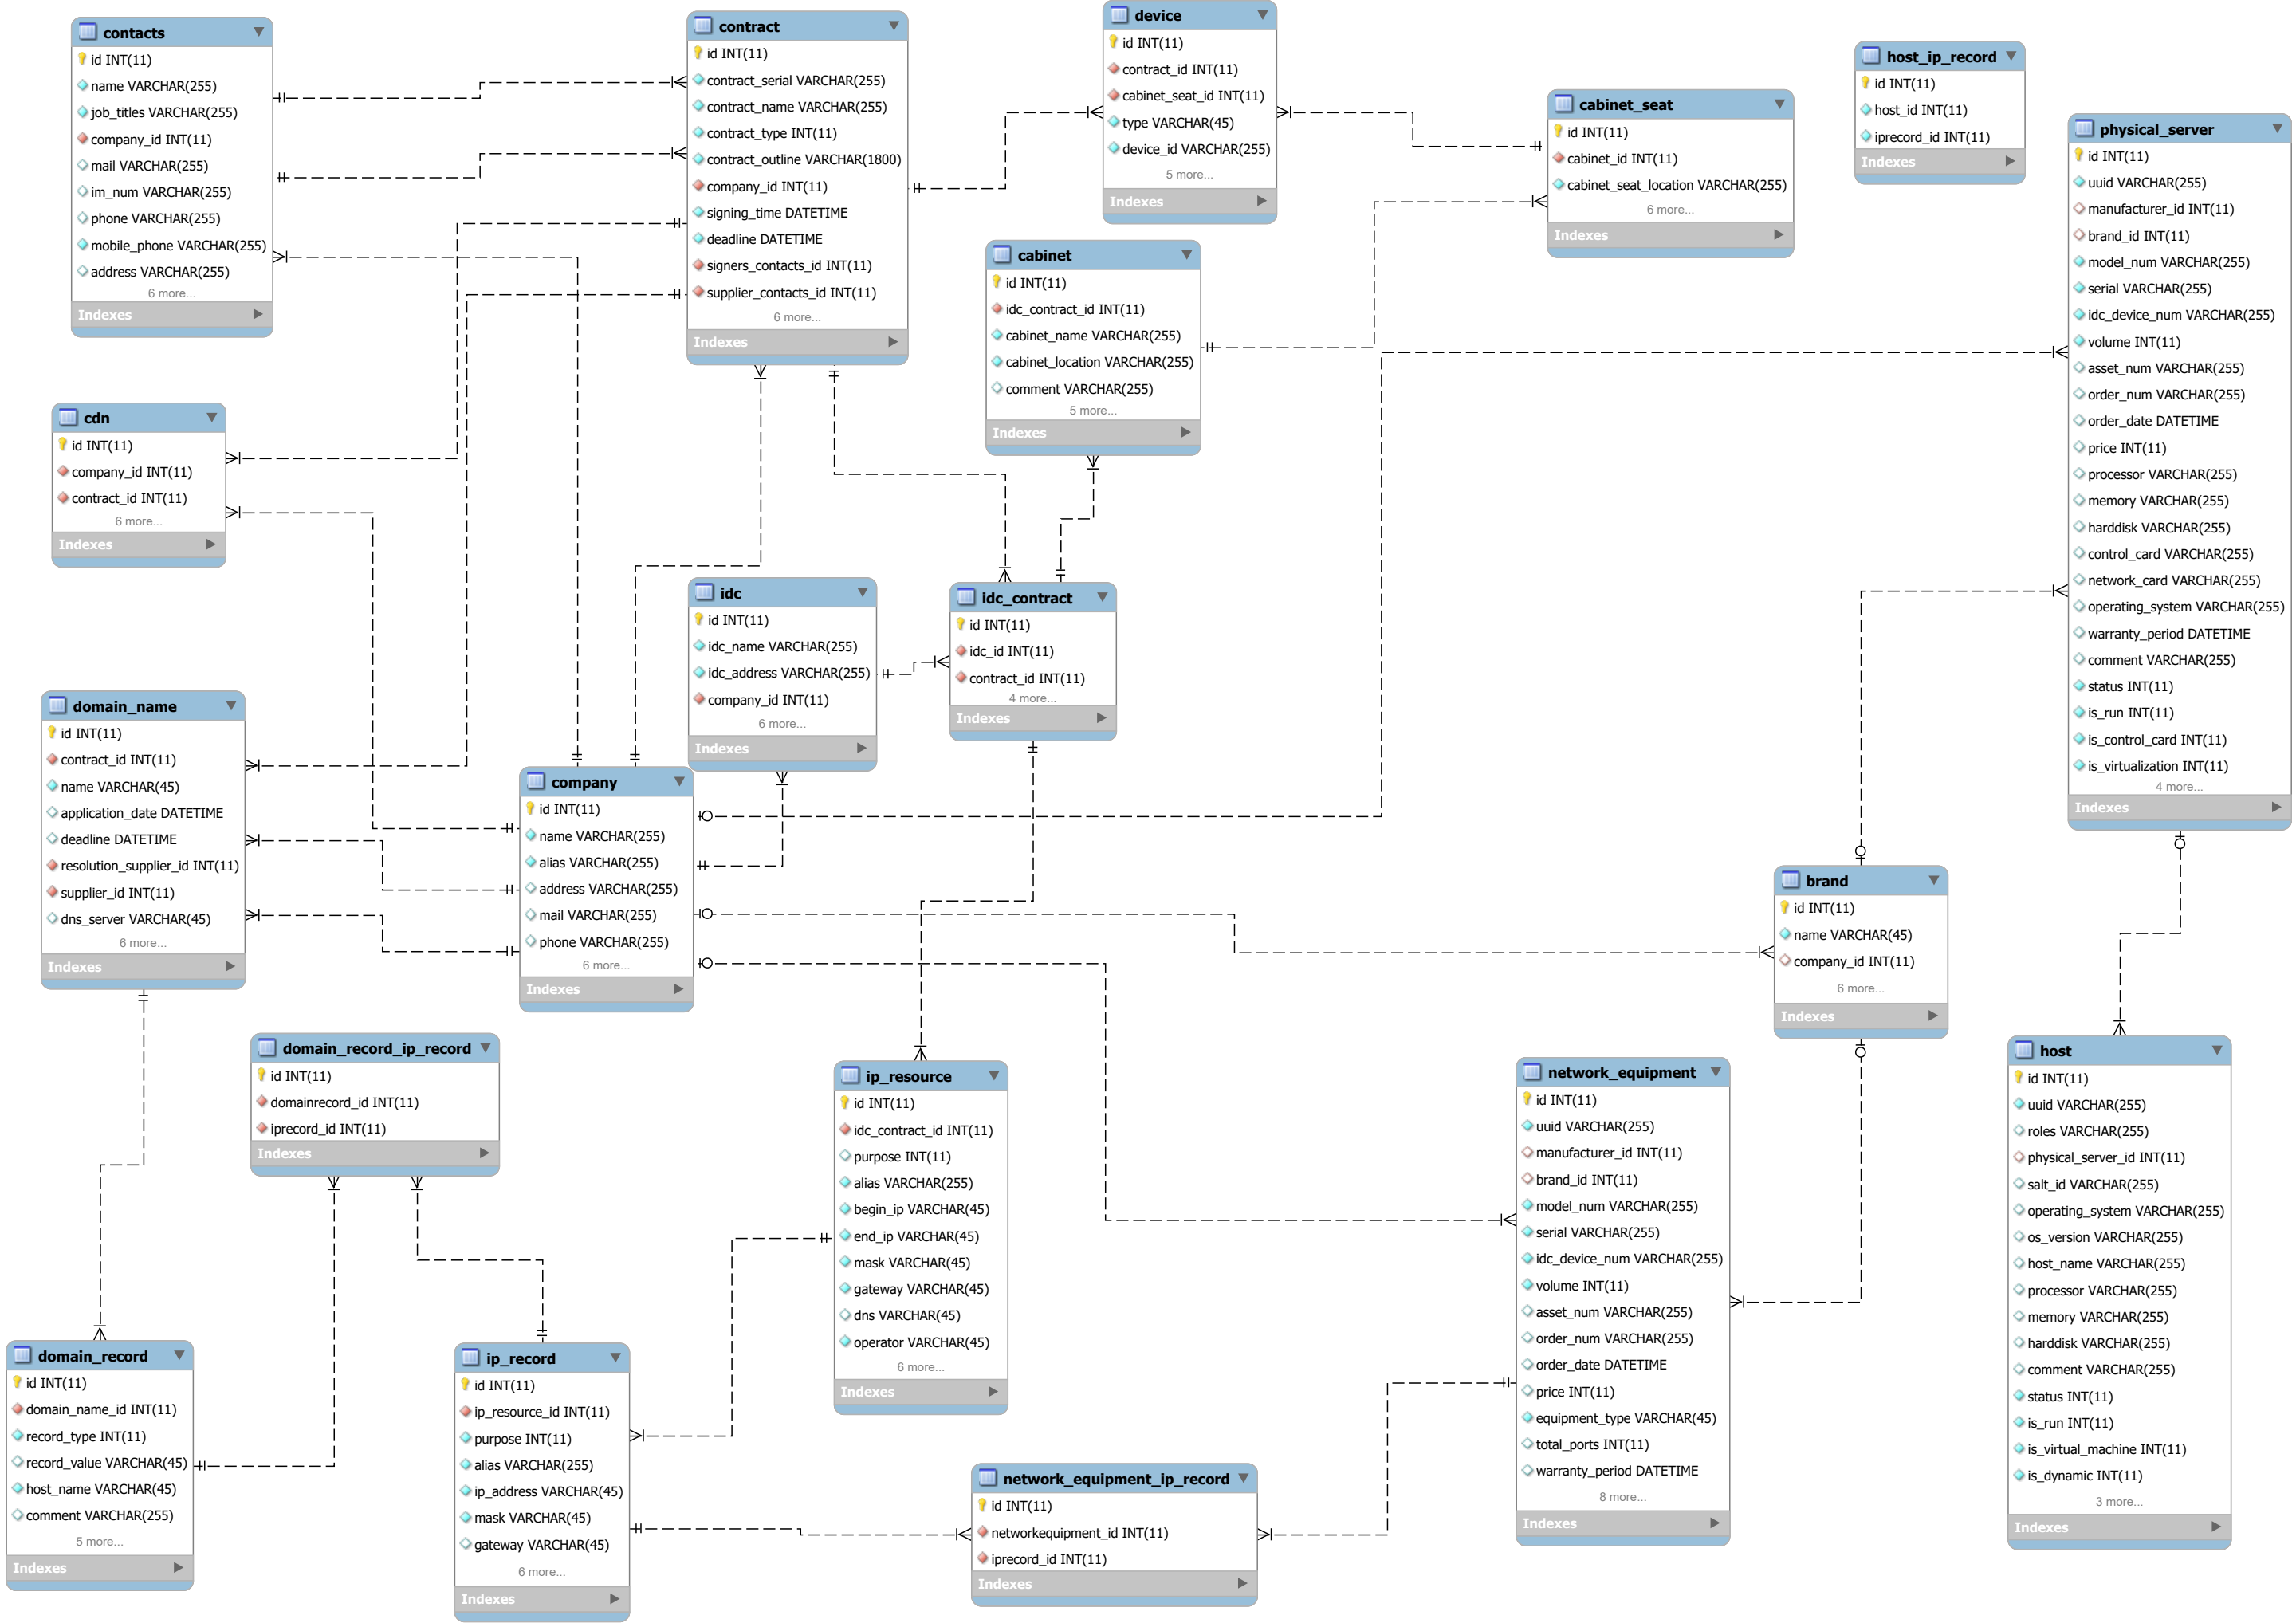 contacts
id INT(11)
name VARCHAR(255)
job_titles VARCHAR(255)
company_id INT(11)
mail VARCHAR(255)
im_num VARCHAR(255)
phone VARCHAR(255)
mobile_phone VARCHAR(255)
address VARCHAR(255)
6 more...
Indexes
contract
id INT(11)
contract_serial VARCHAR(255)
contract_name VARCHAR(255)
contract_type INT(11)
contract_outline VARCHAR(1800)
company_id INT(11)
signing_time DATETIME
deadline DATETIME
signers_contacts_id INT(11)
supplier_contacts_id INT(11)
6 more...
Indexes
device
id INT(11)
contract_id INT(11)
cabinet_seat_id INT(11)
type VARCHAR(45)
device_id VARCHAR(255)
5 more...
Indexes
cabinet_seat
id INT(11)
cabinet_id INT(11)
cabinet_seat_location VARCHAR(255)
6 more...
Indexes
host_ip_record
id INT(11)
host_id INT(11)
iprecord_id INT(11)
Indexes
physical_server
id INT(11)
uuid VARCHAR(255)
manufacturer_id INT(11)
brand_id INT(11)
model_num VARCHAR(255)
serial VARCHAR(255)
idc_device_num VARCHAR(255)
volume INT(11)
asset_num VARCHAR(255)
order_num VARCHAR(255)
order_date DATETIME
price INT(11)
processor VARCHAR(255)
memory VARCHAR(255)
harddisk VARCHAR(255)
control_card VARCHAR(255)
network_card VARCHAR(255)
operating_system VARCHAR(255)
warranty_period DATETIME
comment VARCHAR(255)
status INT(11)
is_run INT(11)
is_control_card INT(11)
is_virtualization INT(11)
4 more...
Indexes
cabinet
id INT(11)
idc_contract_id INT(11)
cabinet_name VARCHAR(255)
cabinet_location VARCHAR(255)
comment VARCHAR(255)
5 more...
Indexes
cdn
id INT(11)
company_id INT(11)
contract_id INT(11)
6 more...
Indexes
idc
id INT(11)
idc_name VARCHAR(255)
idc_address VARCHAR(255)
company_id INT(11)
6 more...
Indexes
idc_contract
id INT(11)
idc_id INT(11)
contract_id INT(11)
4 more...
Indexes
domain_name
id INT(11)
contract_id INT(11)
name VARCHAR(45)
application_date DATETIME
deadline DATETIME
resolution_supplier_id INT(11)
supplier_id INT(11)
dns_server VARCHAR(45)
6 more...
Indexes
company
id INT(11)
name VARCHAR(255)
alias VARCHAR(255)
address VARCHAR(255)
mail VARCHAR(255)
phone VARCHAR(255)
6 more...
Indexes
brand
id INT(11)
name VARCHAR(45)
company_id INT(11)
6 more...
Indexes
domain_record_ip_record
id INT(11)
domainrecord_id INT(11)
iprecord_id INT(11)
Indexes
ip_resource
id INT(11)
idc_contract_id INT(11)
purpose INT(11)
alias VARCHAR(255)
begin_ip VARCHAR(45)
end_ip VARCHAR(45)
mask VARCHAR(45)
gateway VARCHAR(45)
dns VARCHAR(45)
operator VARCHAR(45)
6 more...
Indexes
network_equipment
id INT(11)
uuid VARCHAR(255)
manufacturer_id INT(11)
brand_id INT(11)
model_num VARCHAR(255)
serial VARCHAR(255)
idc_device_num VARCHAR(255)
volume INT(11)
asset_num VARCHAR(255)
order_num VARCHAR(255)
order_date DATETIME
price INT(11)
equipment_type VARCHAR(45)
total_ports INT(11)
warranty_period DATETIME
8 more...
Indexes
host
id INT(11)
uuid VARCHAR(255)
roles VARCHAR(255)
physical_server_id INT(11)
salt_id VARCHAR(255)
operating_system VARCHAR(255)
os_version VARCHAR(255)
host_name VARCHAR(255)
processor VARCHAR(255)
memory VARCHAR(255)
harddisk VARCHAR(255)
comment VARCHAR(255)
status INT(11)
is_run INT(11)
is_virtual_machine INT(11)
is_dynamic INT(11)
3 more...
Indexes
domain_record
id INT(11)
domain_name_id INT(11)
record_type INT(11)
record_value VARCHAR(45)
host_name VARCHAR(45)
comment VARCHAR(255)
5 more...
Indexes
ip_record
id INT(11)
ip_resource_id INT(11)
purpose INT(11)
alias VARCHAR(255)
ip_address VARCHAR(45)
mask VARCHAR(45)
gateway VARCHAR(45)
6 more...
Indexes
network_equipment_ip_record
id INT(11)
networkequipment_id INT(11)
iprecord_id INT(11)
Indexes